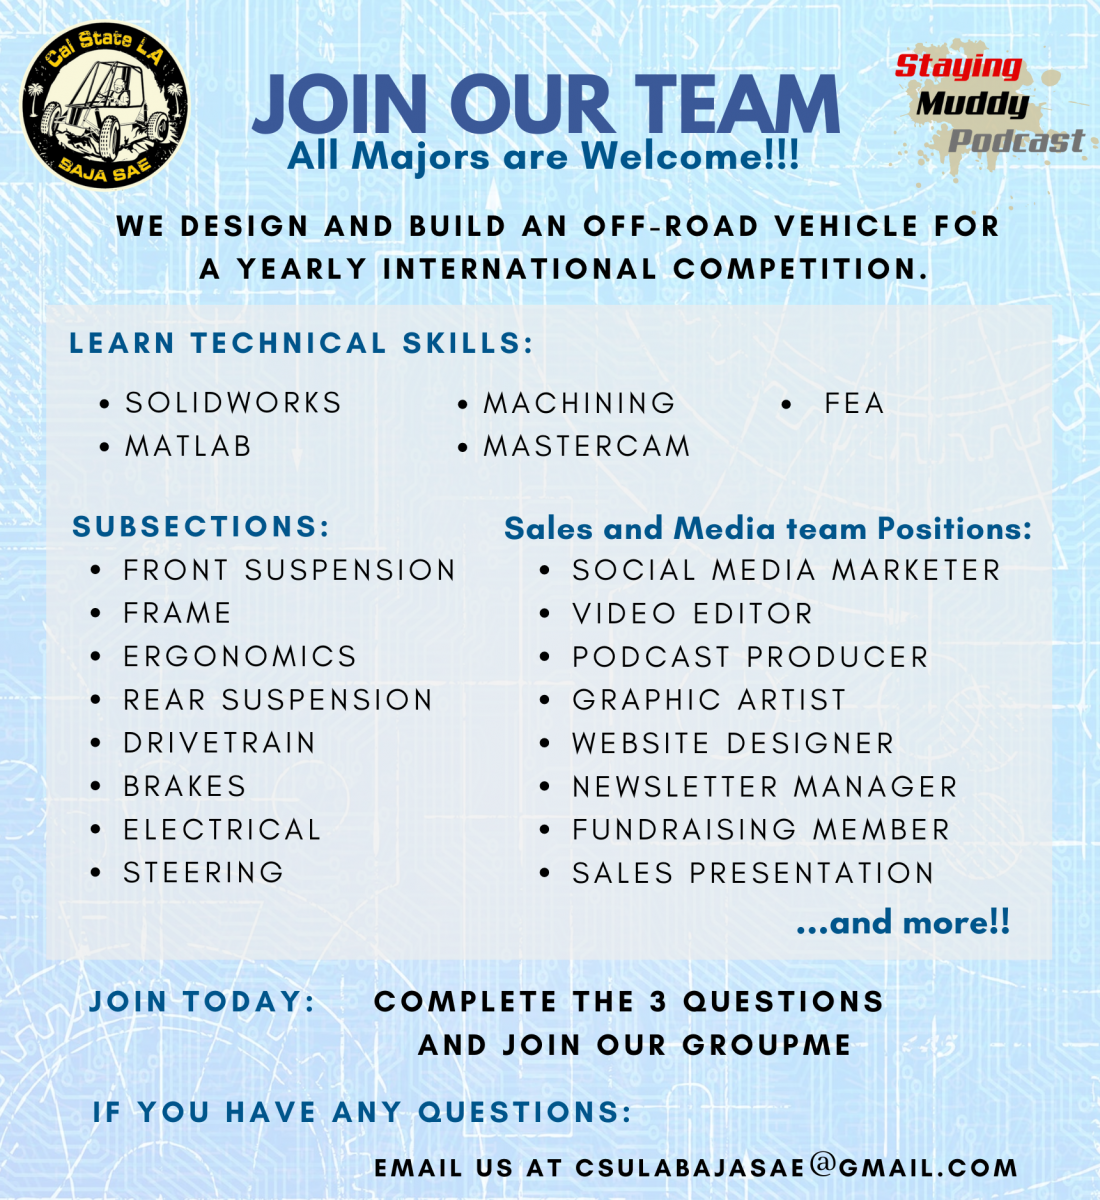 Cal State LA
BAJA SAE
Staying
Muddy
Podcast
JOIN OUR TEAM
All Majors are Welcome!!!
WE DESIGN AND BUILD AN OFF-ROAD VEHICLE FOR
A YEARLY INTERNATIONAL COMPETITION.
LEARN TECHNICAL SKILLS:
• SOLIDWORKS
• MATLAB
• MACHINING
• MASTERCAM
• FEA
SUBSECTIONS:
• FRONT SUSPENSION
• FRAME
• ERGONOMICS
• REAR SUSPENSION
• DRIVETRAIN
• BRAKES
• ELECTRICAL
• STEERING
Sales and Media team Positions:
• SOCIAL MEDIA MARKETER
• VIDEO EDITOR
• PODCAST PRODUCER
• GRAPHIC ARTIST
• WEBSITE DESIGNER
• NEWSLETTER MANAGER
• FUNDRAISING MEMBER
• SALES PRESENTATION
...and more!!
JOIN TODAY: COMPLETE THE 3 QUESTIONS
AND JOIN OUR GROUPME
IF YOU HAVE ANY QUESTIONS:
EMAIL US AT CSULABAJASAE@GMAIL.COM